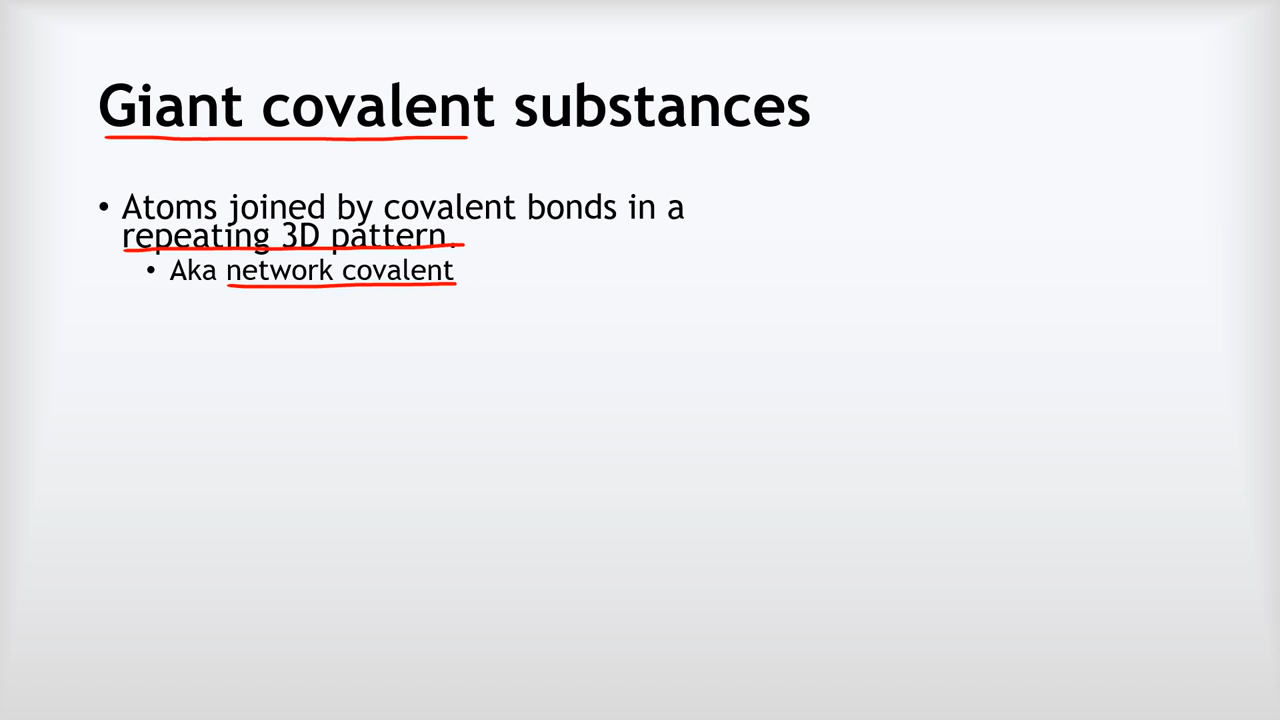 Giant covalent substances
• Atoms joined by covalent bonds in a
repeating 3D pattern.
• Aka network covalent